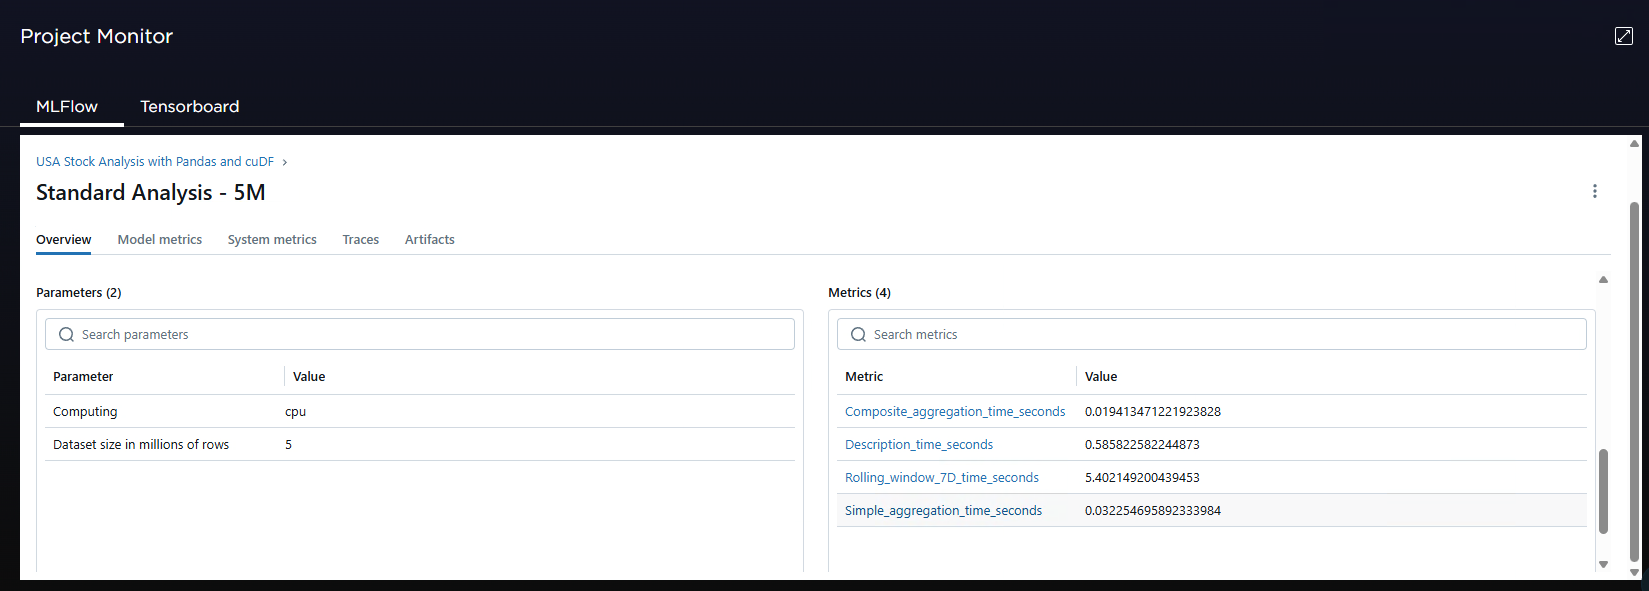 Project Monitor
MLFlow Tensorboard
USA Stock Analysis with Pandas and cuDF >
Standard Analysis - 5M
Overview Model metrics System metrics Traces Artifacts
Parameters (2)
Search parameters
Parameter Value
Computing cpu
Dataset size in millions of rows 5
Metrics (4)
Search metrics
Metric Value
Composite_aggregation_time_seconds 0.019413471221923828
Description_time_seconds 0.585822582244873
Rolling_window_7D_time_seconds 5.402149200439453
Simple_aggregation_time_seconds 0.032254695892333984